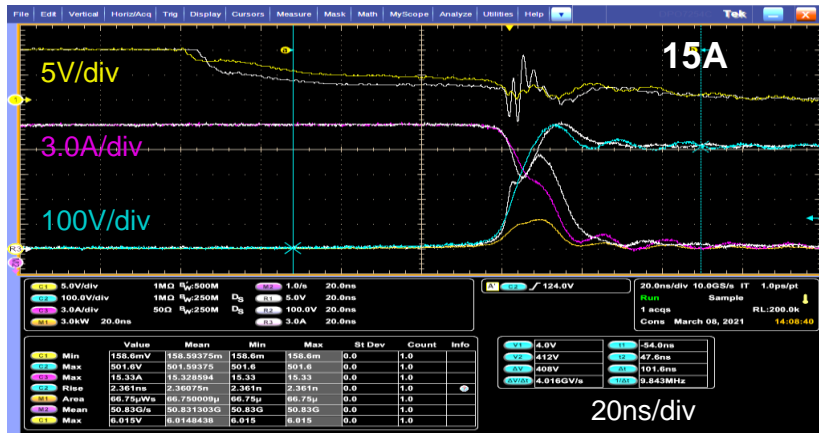 File Edit Vertical Horiz/Acq Trig Display Cursors Measure Mask Math MyScope Analyze Utilities Help Tek
a
15A
5V/div
1
3.0A/div
100V/div
R3
20ns/div
C1 5.0V/div 1MΩ BW:500M
C2 100.0V/div 1MΩ BW:250M DS
C3 3.0A/div 50Ω BW:250M DS
M1 3.0kW 20.0ns
M2 1.0/s 20.0ns
R1 5.0V 20.0ns
R2 100.0V 20.0ns
R3 3.0A 20.0ns
A' C2 124.0V
20.0ns/div 10.0GS/s IT 1.0ps/pt
Run Sample
1 acqs RL:200.0k
Cons March 08, 2021 14:08:40
Value Mean Min Max St Dev Count Info
C1 Min 158.6mV 158.59375m 158.6m 158.6m 0.0 1.0
C2 Max 501.6V 501.59375 501.6 501.6 0.0 1.0
C3 Max 15.33A 15.328594 15.33 15.33 0.0 1.0
C2 Rise 2.361ns 2.36075n 2.361n 2.361n 0.0 1.0
M1 Area 66.75µWs 66.750009µ 66.75µ 66.75µ 0.0 1.0
M2 Mean 50.83G/s 50.831303G 50.83G 50.83G 0.0 1.0
C1 Max 6.015V 6.0148438 6.015 6.015 0.0 1.0
V1 4.0V t1 -54.0ns
V2 412V t2 47.6ns
ΔV 408V Δt 101.6ns
ΔV/Δt 4.016GV/s 1/Δt 9.843MHz